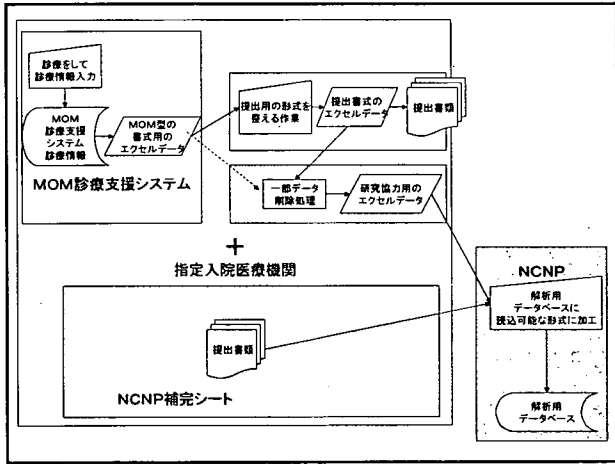 診療をして
診療情報入力
MOM
診療支援
システム
診療情報
MOM型の
書式用の
エクセルデータ
MOM診療支援システム
提出用の形式を
整える作業
提出書式の
エクセルデータ
提出書類
一部データ
削除処理
研究協力用の
エクセルデータ
+
指定入院医療機関
提出書類
NCNP補完シート
NCNP
解析用
データベースに
読込可能な形式に加工
解析用
データベース